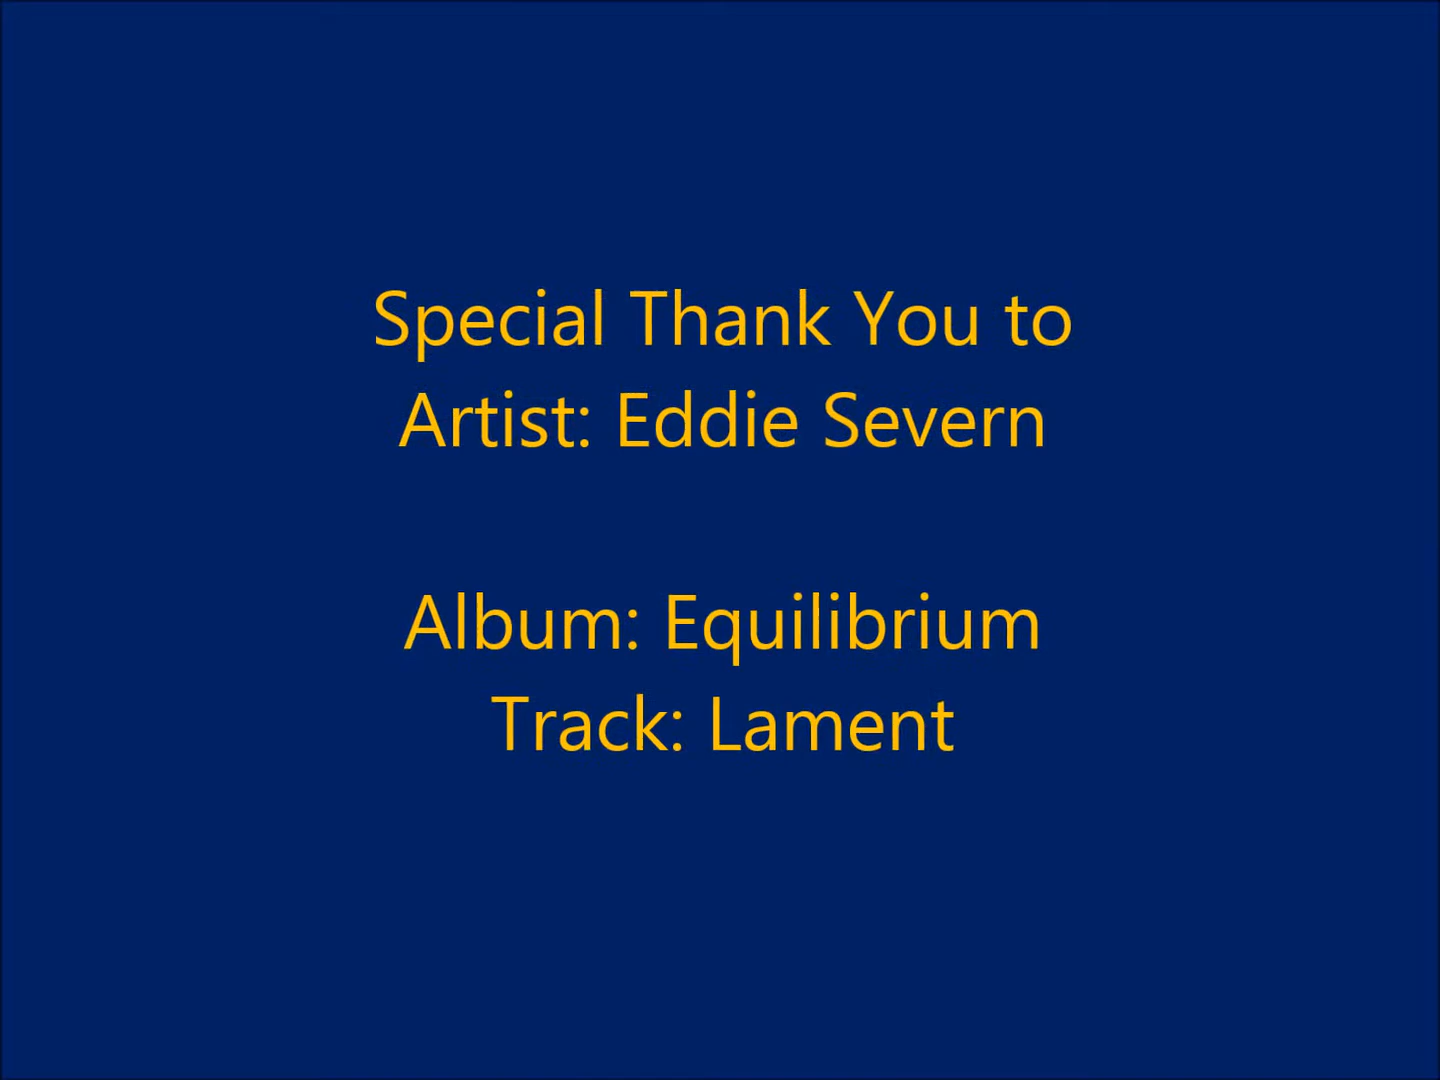 Special Thank You to
Artist: Eddie Severn
Album: Equilibrium
Track: Lament